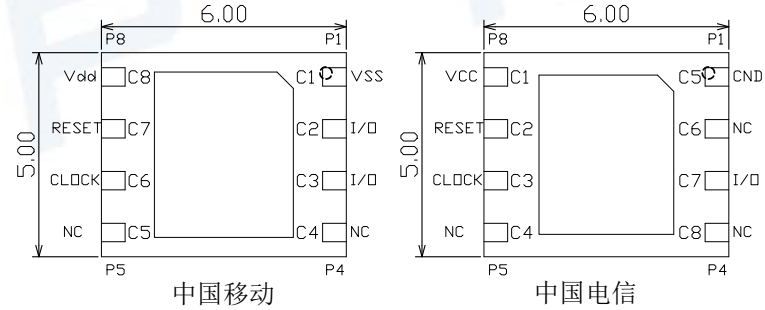 6.00
P8 P1
Vdd C8 C1 VSS
RESET C7 C2 I/O
CLOCK C6 C3 I/O
NC C5 C4 NC
5.00
P5 P4
中国移动
6.00
P8 P1
VCC C1 C5 CND
RESET C2 C6 NC
CLOCK C3 C7 I/O
NC C4 C8 NC
5.00
P5 P4
中国电信